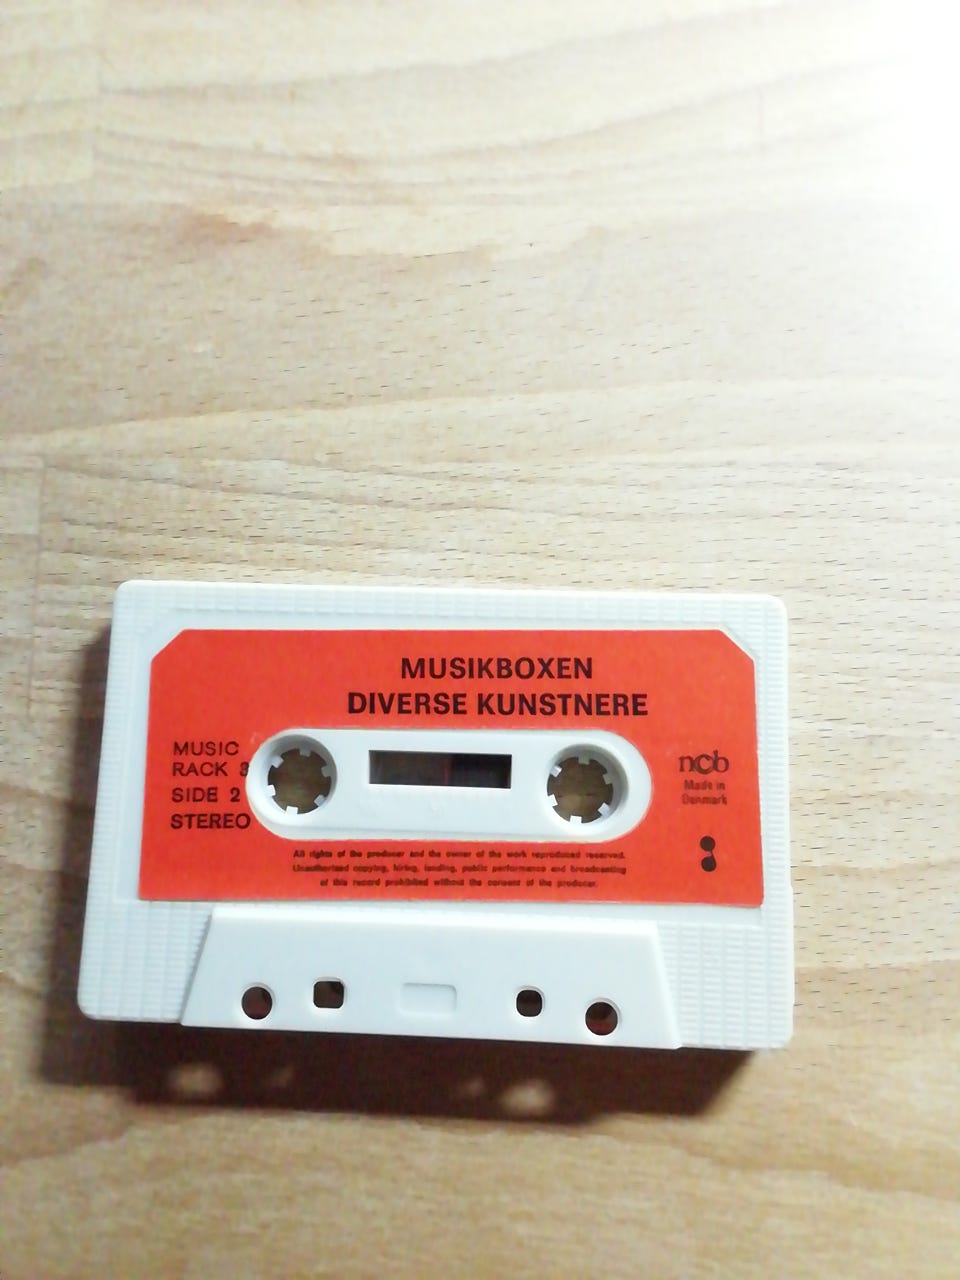 MUSIKBOXEN
DIVERSE KUNSTNERE
MUSIC
RACK 3
SIDE 2
STEREO
ncb
Made in
Denmark
All rights of the producer and the owner of the work reproduced reserved.
Unauthorized copying, hiring, lending, public performance and broadcasting
of this record prohibited without the consent of the producer.